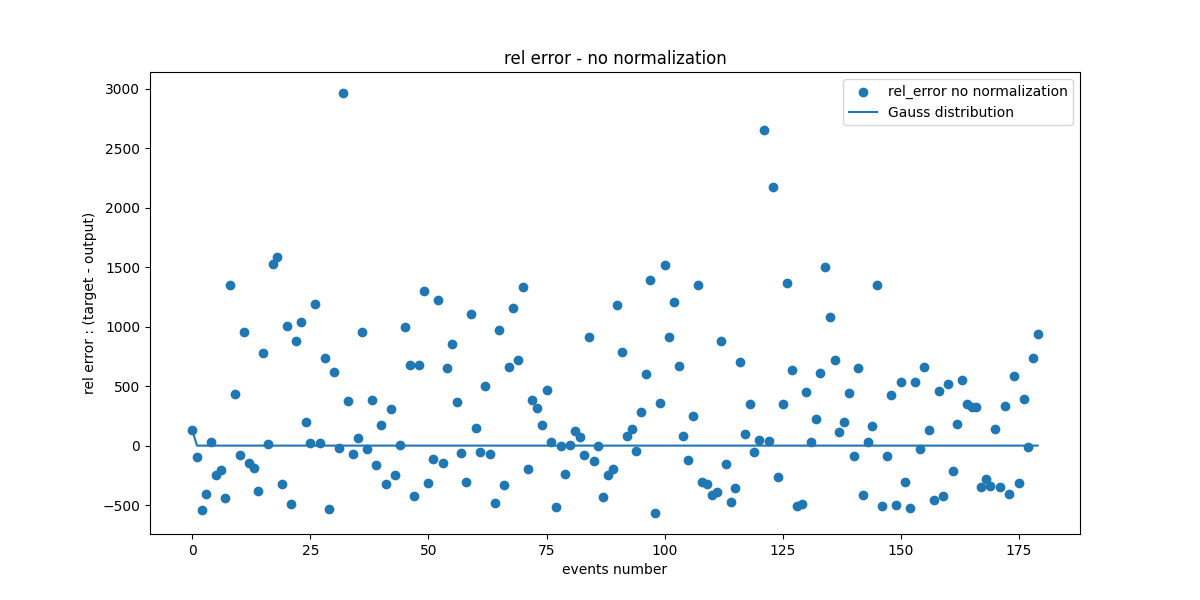 rel error - no normalization
rel_error no normalization
Gauss distribution
rel error : (target - output)
3000
2500
2000
1500
1000
500
0
−500
0 25 50 75 100 125 150 175
events number